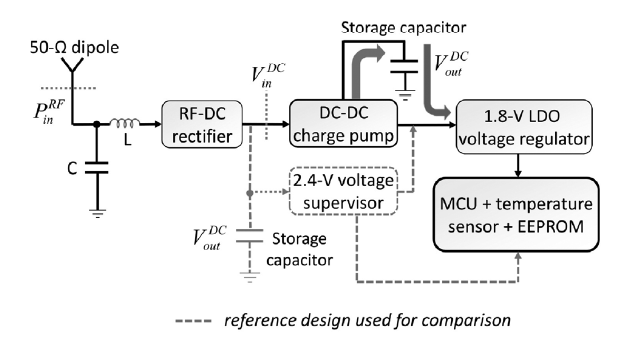 Storage capacitor
50-Ω dipole
V_in^DC
V_out^DC
P_in^RF
RF-DC
rectifier
DC-DC
charge pump
1.8-V LDO
voltage regulator
L
C
2.4-V voltage
supervisor
MCU + temperature
sensor + EEPROM
V_out^DC
Storage
capacitor
reference design used for comparison